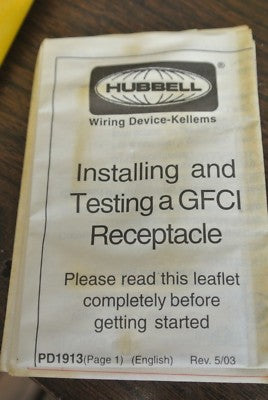 HUBBELL
®
Wiring Device-Kellems
Installing and
Testing a GFCI
Receptacle
Please read this leaflet
completely before
getting started
PD1913(Page 1) (English) Rev. 5/03